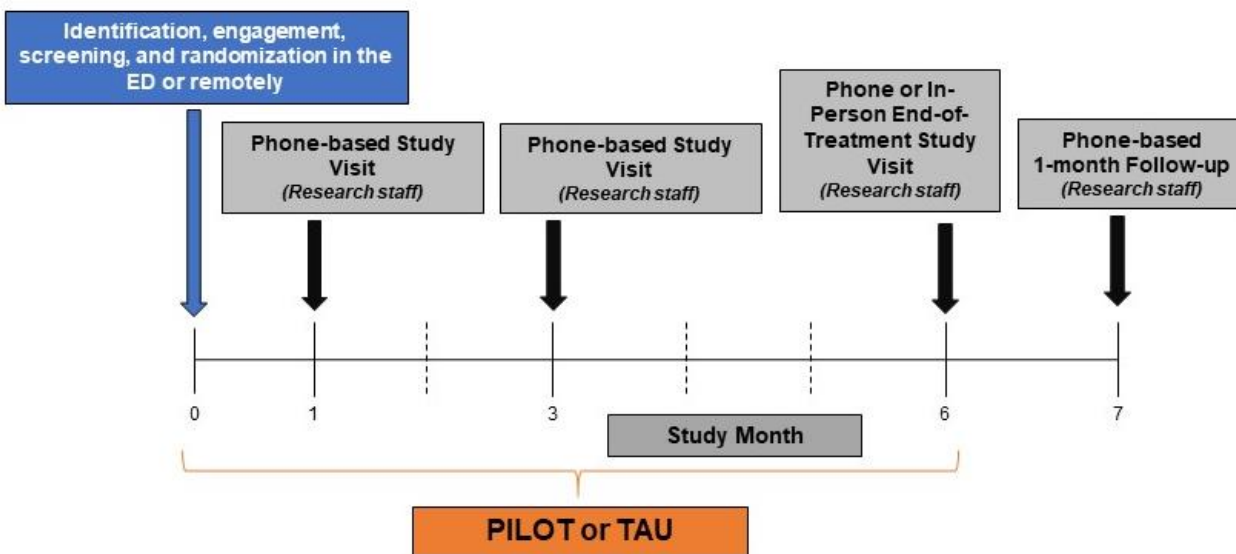 Identification, engagement,
screening, and randomization in the
ED or remotely
Phone-based Study
Visit
(Research staff)
Phone-based Study
Visit
(Research staff)
Phone or In-
Person End-of-
Treatment Study
Visit
(Research staff)
Phone-based
1-month Follow-up
(Research staff)
0
1
3
6
7
Study Month
PILOT or TAU